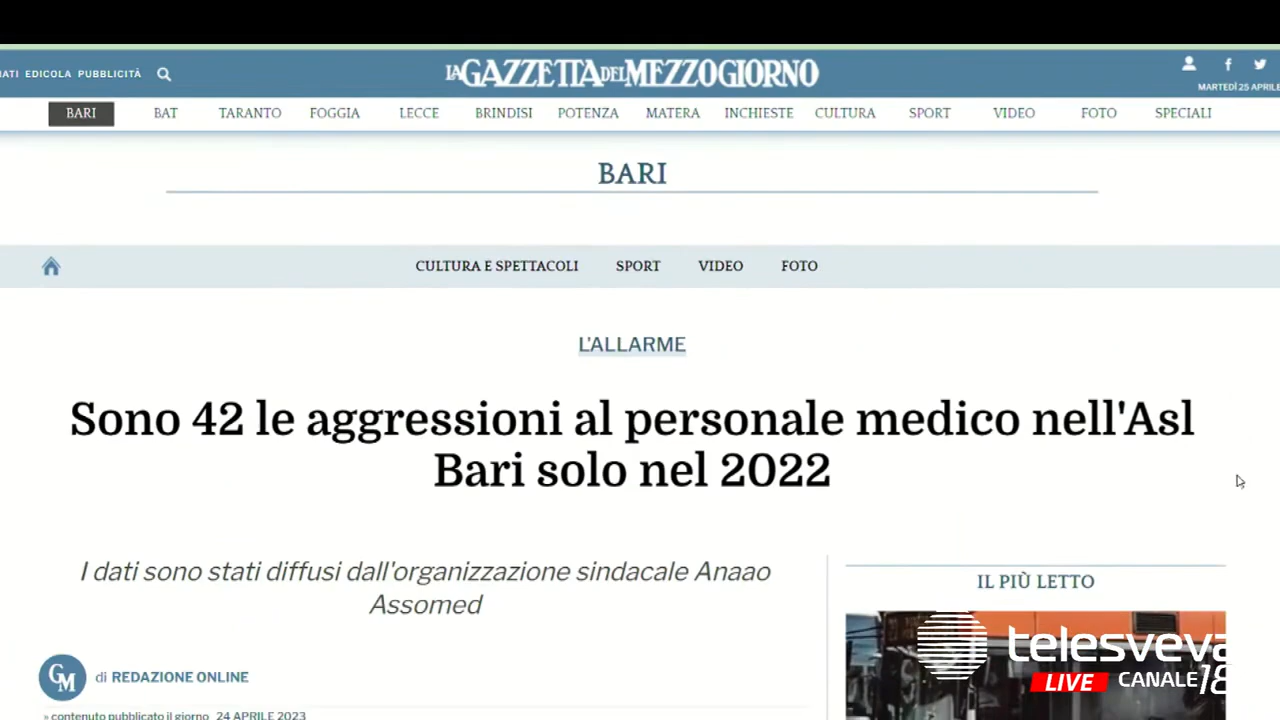 EDICOLA PUBBLICITÀ
LA GAZZETTA DEL MEZZOGIORNO
MARTEDÌ 25 APRILE
BARI BAT TARANTO FOGGIA LECCE BRINDISI POTENZA MATERA INCHIESTE CULTURA SPORT VIDEO FOTO SPECIALI
BARI
CULTURA E SPETTACOLI SPORT VIDEO FOTO
L'ALLARME
Sono 42 le aggressioni al personale medico nell'Asl
Bari solo nel 2022
I dati sono stati diffusi dall'organizzazione sindacale Anaao
Assomed
GM di REDAZIONE ONLINE
» contenuto pubblicato il giorno 24 APRILE 2023
IL PIÙ LETTO
telesveva
LIVE CANALE 18